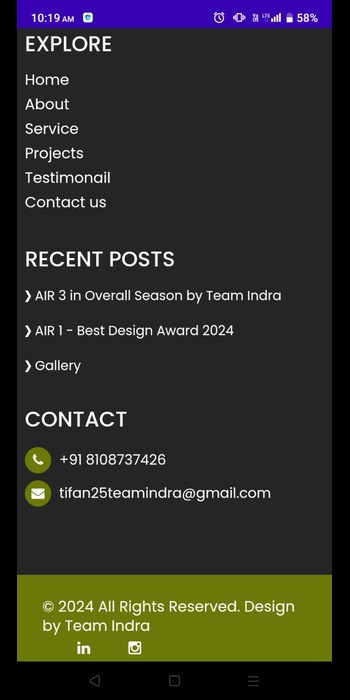 10:19 AM
58%
EXPLORE
Home
About
Service
Projects
Testimonail
Contact us
RECENT POSTS
❯ AIR 3 in Overall Season by Team Indra
❯ AIR 1 - Best Design Award 2024
❯ Gallery
CONTACT
+91 8108737426
tifan25teamindra@gmail.com
© 2024 All Rights Reserved. Design
by Team Indra
in